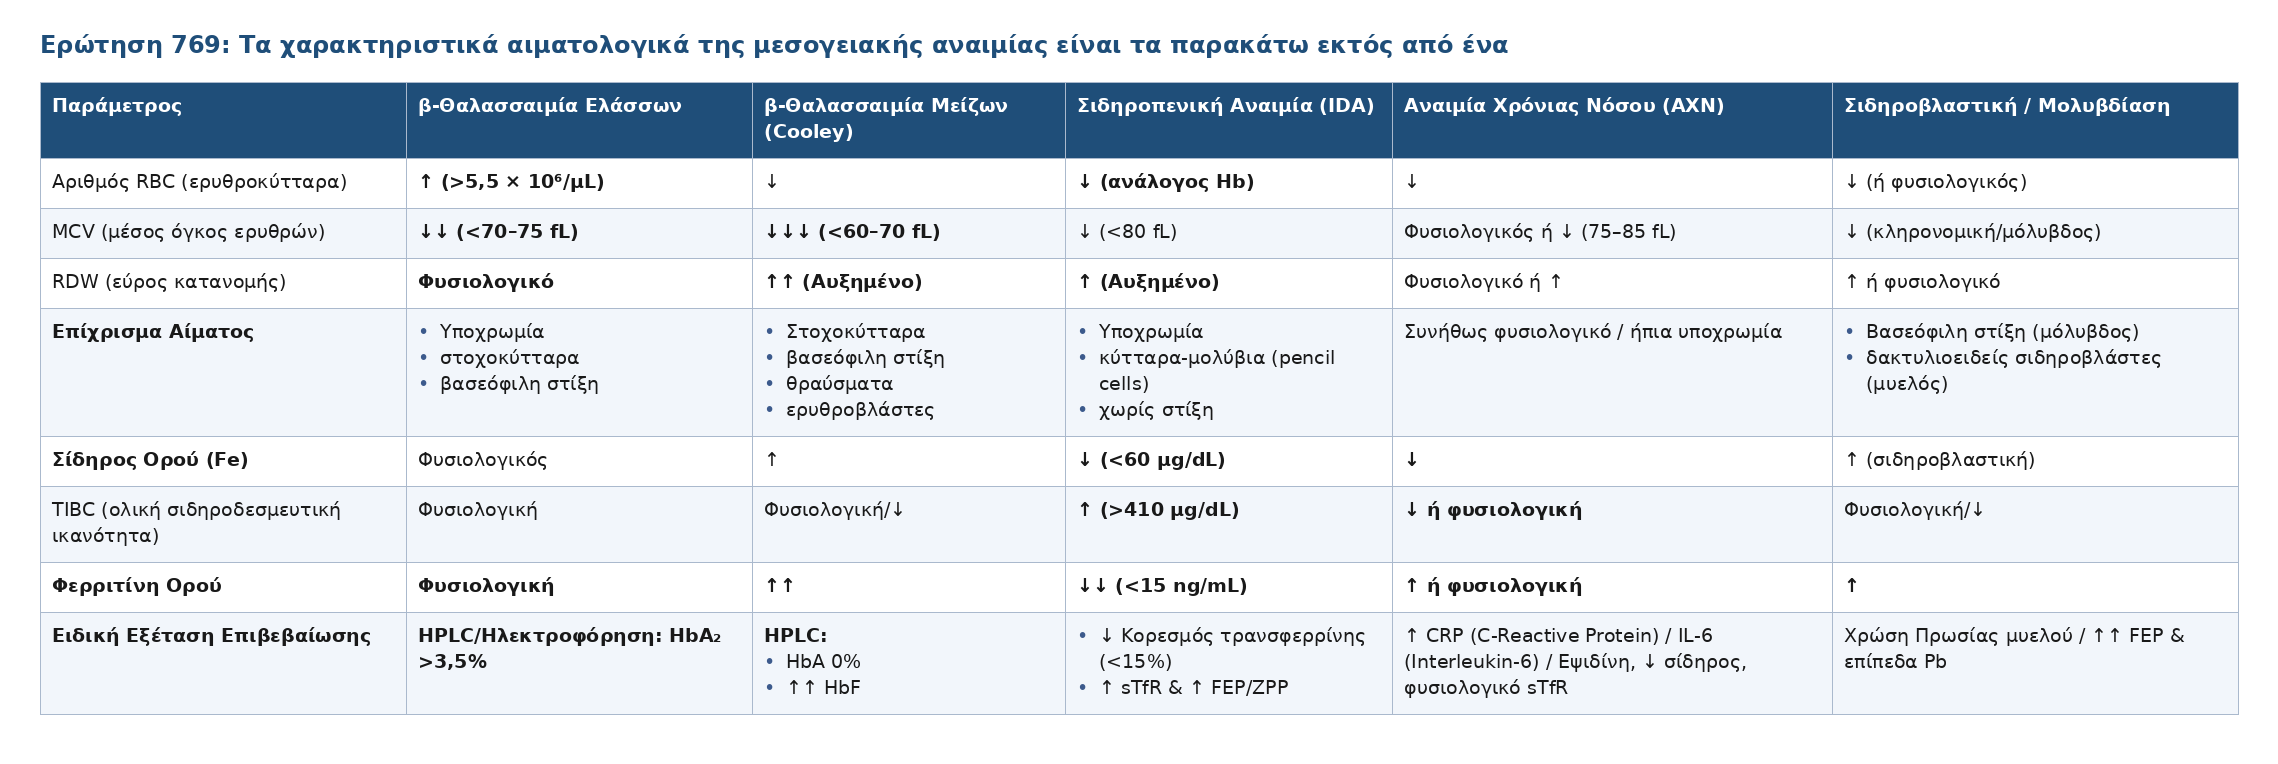 Ερώτηση 769: Τα χαρακτηριστικά αιματολογικά της μεσογειακής αναιμίας είναι τα παρακάτω εκτός από ένα
Παράμετρος
β-Θαλασσαιμία Ελάσσων
β-Θαλασσαιμία Μείζων
(Cooley)
Σιδηροπενική Αναιμία (IDA)
Αναιμία Χρόνιας Νόσου (ΑΧΝ)
Σιδηροβλαστική / Μολυβδίαση
Αριθμός RBC (ερυθροκύτταρα)
↑ (>5,5 × 10⁶/μL)
↓
↓ (ανάλογος Hb)
↓
↓ (ή φυσιολογικός)
MCV (μέσος όγκος ερυθρών)
↓↓ (<70–75 fL)
↓↓↓ (<60–70 fL)
↓ (<80 fL)
Φυσιολογικός ή ↓ (75–85 fL)
↓ (κληρονομική/μόλυβδος)
RDW (εύρος κατανομής)
Φυσιολογικό
↑↑ (Αυξημένο)
↑ (Αυξημένο)
Φυσιολογικό ή ↑
↑ ή φυσιολογικό
Επίχρισμα Αίματος
• Υποχρωμία
• στοχοκύτταρα
• βασεόφιλη στίξη
• Στοχοκύτταρα
• βασεόφιλη στίξη
• θραύσματα
• ερυθροβλάστες
• Υποχρωμία
• κύτταρα-μολύβια (pencil
cells)
• χωρίς στίξη
Συνήθως φυσιολογικό / ήπια υποχρωμία
• Βασεόφιλη στίξη (μόλυβδος)
• δακτυλιοειδείς σιδηροβλάστες
(μυελός)
Σίδηρος Ορού (Fe)
Φυσιολογικός
↑
↓ (<60 μg/dL)
↓
↑ (σιδηροβλαστική)
TIBC (ολική σιδηροδεσμευτική
ικανότητα)
Φυσιολογική
Φυσιολογική/↓
↑ (>410 μg/dL)
↓ ή φυσιολογική
Φυσιολογική/↓
Φερριτίνη Ορού
Φυσιολογική
↑↑
↓↓ (<15 ng/mL)
↑ ή φυσιολογική
↑
Ειδική Εξέταση Επιβεβαίωσης
HPLC/Ηλεκτροφόρηση: HbA₂
>3,5%
HPLC:
• HbA 0%
• ↑↑ HbF
• ↓ Κορεσμός τρανσφερρίνης
(<15%)
• ↑ sTfR & ↑ FEP/ZPP
↑ CRP (C-Reactive Protein) / IL-6
(Interleukin-6) / Εψιδίνη, ↓ σίδηρος,
φυσιολογικό sTfR
Χρώση Πρωσίας μυελού / ↑↑ FEP &
επίπεδα Pb